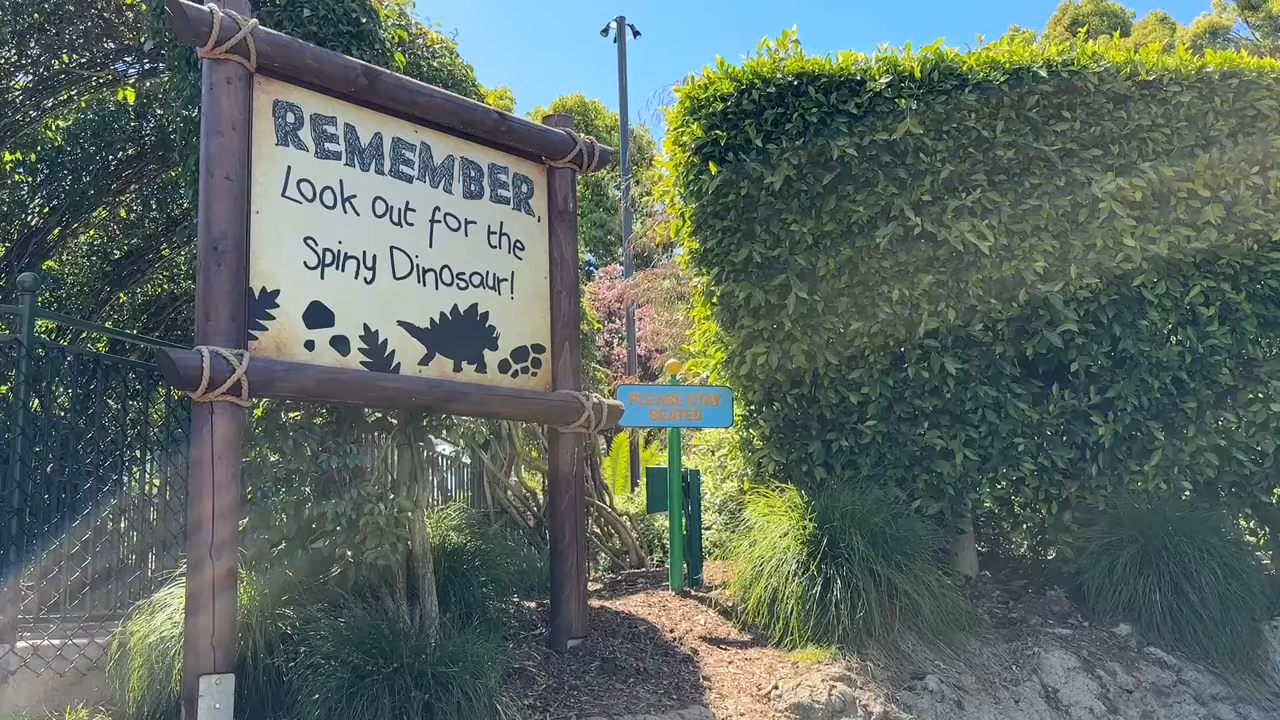 REMEMBER,
Look out for the
Spiny Dinosaur!
PLEASE STAY
SEATED